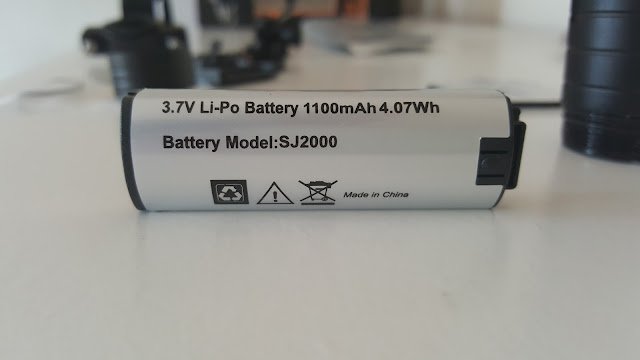 3.7V Li-Po Battery 1100mAh 4.07Wh
Battery Model:SJ2000
Made in China